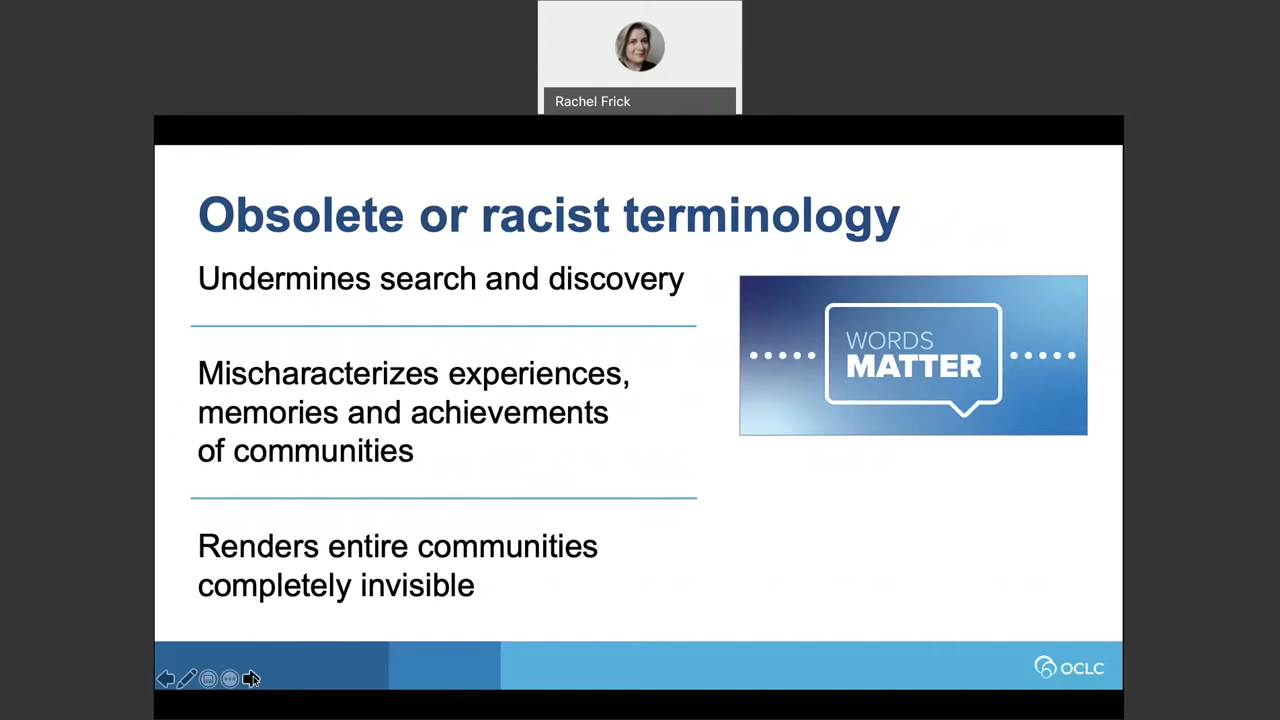 Rachel Frick
Obsolete or racist terminology
Undermines search and discovery
Mischaracterizes experiences,
memories and achievements
of communities
Renders entire communities
completely invisible
WORDS
MATTER
OCLC